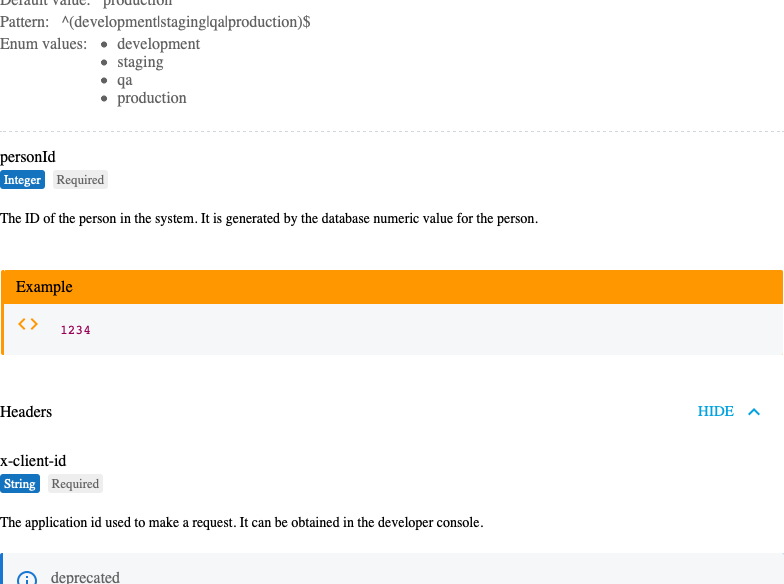 Default value: production
Pattern: ^(development|staging|qa|production)$
Enum values: • development
• staging
• qa
• production
personId
Integer Required
The ID of the person in the system. It is generated by the database numeric value for the person.
Example
<> 1234
Headers HIDE
x-client-id
String Required
The application id used to make a request. It can be obtained in the developer console.
deprecated